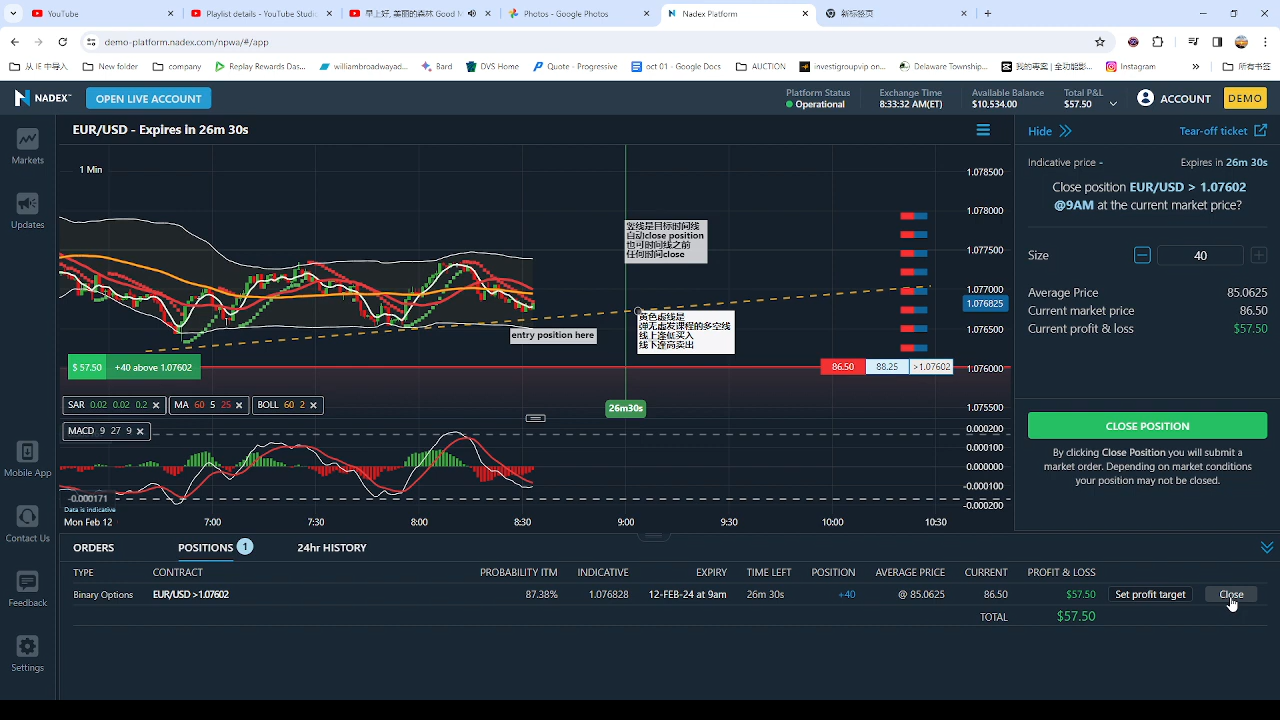 YouTube
Playlist details - YouTube Studio
早上好, 美丽的森林 Good M
Photos - Google Photos
Nadex Platform
新标签页
demo-platform.nadex.com/npwa/#/app
从 IE 中导入
New folder
company
Replay Rewards Das...
williambroadwayad...
Bard
DVS Home
Quote - Progressive
oct 01 - Google Docs
AUCTION
investigroupvip on...
Delaware Township...
Instagram
所有书签
NADEX
OPEN LIVE ACCOUNT
Platform Status
Operational
Exchange Time
8:33:32 AM(ET)
Available Balance
$10,534.00
Total P&L
$57.50
ACCOUNT
DEMO
Markets
Updates
Mobile App
Contact Us
Feedback
Settings
EUR/USD - Expires in 26m 30s
1 Min
竖线是目标时间线
自动close position
也可时间线之前
任何时间close
entry position here
黄色虚线是
弹无虚发课程的多空线
线上逢低买入
线下逢高卖出
$ 57.50
+40 above 1.07602
86.50
88.25
>1.07602
SAR 0.02 0.02 0.2
MA 60 5 25
BOLL 60 2
MACD 9 27 9
26m30s
1.078500
1.078000
1.077500
1.077000
1.076825
1.076500
1.076000
1.075500
0.000200
0.000100
0.000000
-0.000100
-0.000200
-0.000171
Data is indicative
Mon Feb 12
7:00
7:30
8:00
8:30
9:00
9:30
10:00
10:30
Hide
Tear-off ticket
Indicative price -
Expires in 26m 30s
Close position EUR/USD > 1.07602
@9AM at the current market price?
Size
40
Average Price 85.0625
Current market price 86.50
Current profit & loss $57.50
CLOSE POSITION
By clicking Close Position you will submit a
market order. Depending on market conditions
your position may not be closed.
ORDERS
POSITIONS 1
24hr HISTORY
TYPE CONTRACT PROBABILITY ITM INDICATIVE EXPIRY TIME LEFT POSITION AVERAGE PRICE CURRENT PROFIT & LOSS
Binary Options EUR/USD >1.07602 87.38% 1.076828 12-FEB-24 at 9am 26m 30s +40 @ 85.0625 86.50 $57.50 Set profit target Close
TOTAL $57.50